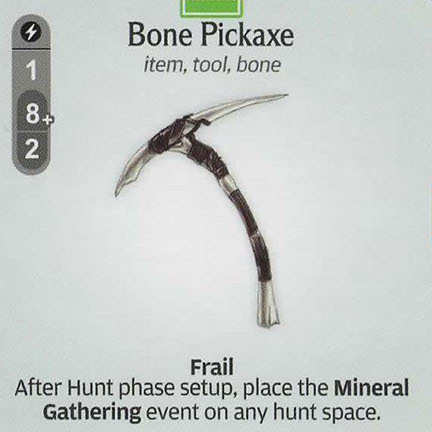 Bone Pickaxe
item, tool, bone
1
8+
2
Frail
After Hunt phase setup, place the Mineral
Gathering event on any hunt space.